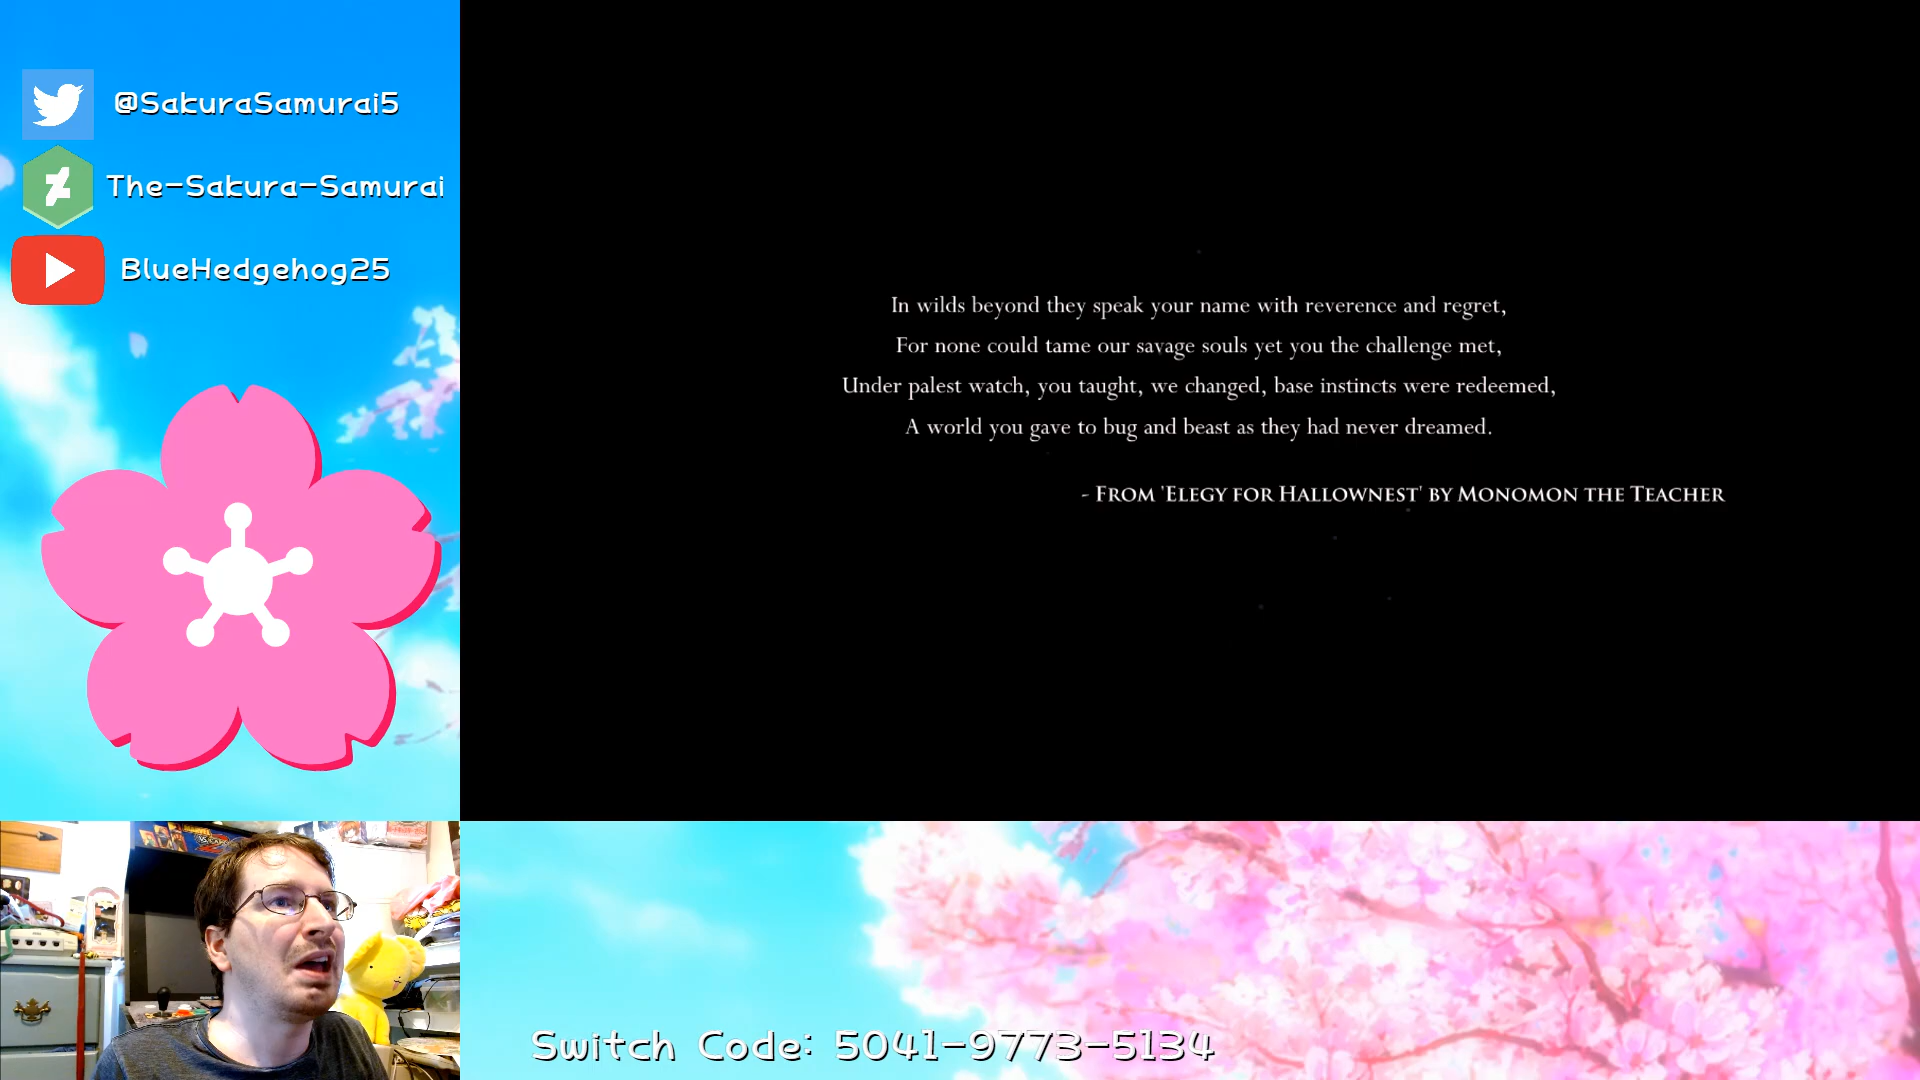 @SakuraSamurai5
The-Sakura-Samurai
BlueHedgehog25
In wilds beyond they speak your name with reverence and regret,
For none could tame our savage souls yet you the challenge met,
Under palest watch, you taught, we changed, base instincts were redeemed,
A world you gave to bug and beast as they had never dreamed.
- From 'Elegy for Hallownest' by Monomon the Teacher
Switch Code: 5041-9773-5134